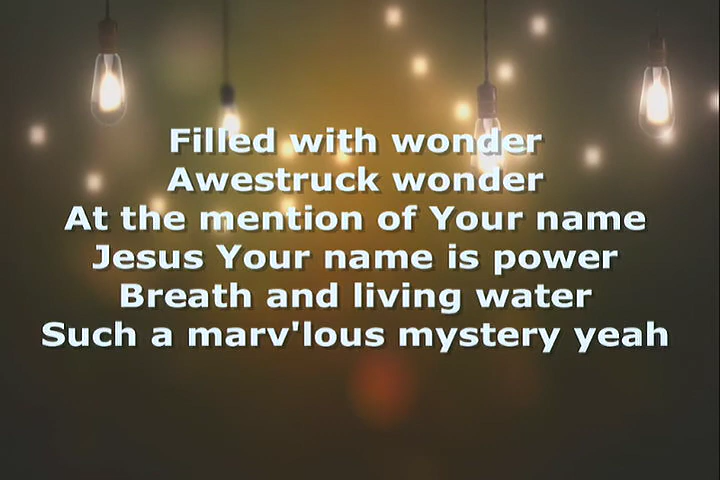 Filled with wonder
Awestruck wonder
At the mention of Your name
Jesus Your name is power
Breath and living water
Such a marv'lous mystery yeah